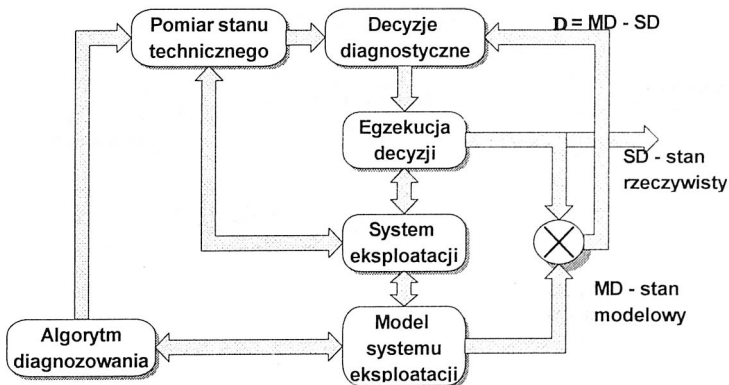 Pomiar stanu
technicznego
Decyzje
diagnostyczne
D = MD - SD
Egzekucja
decyzji
SD - stan
rzeczywisty
System
eksploatacji
MD - stan
modelowy
Algorytm
diagnozowania
Model
systemu
eksploatacji